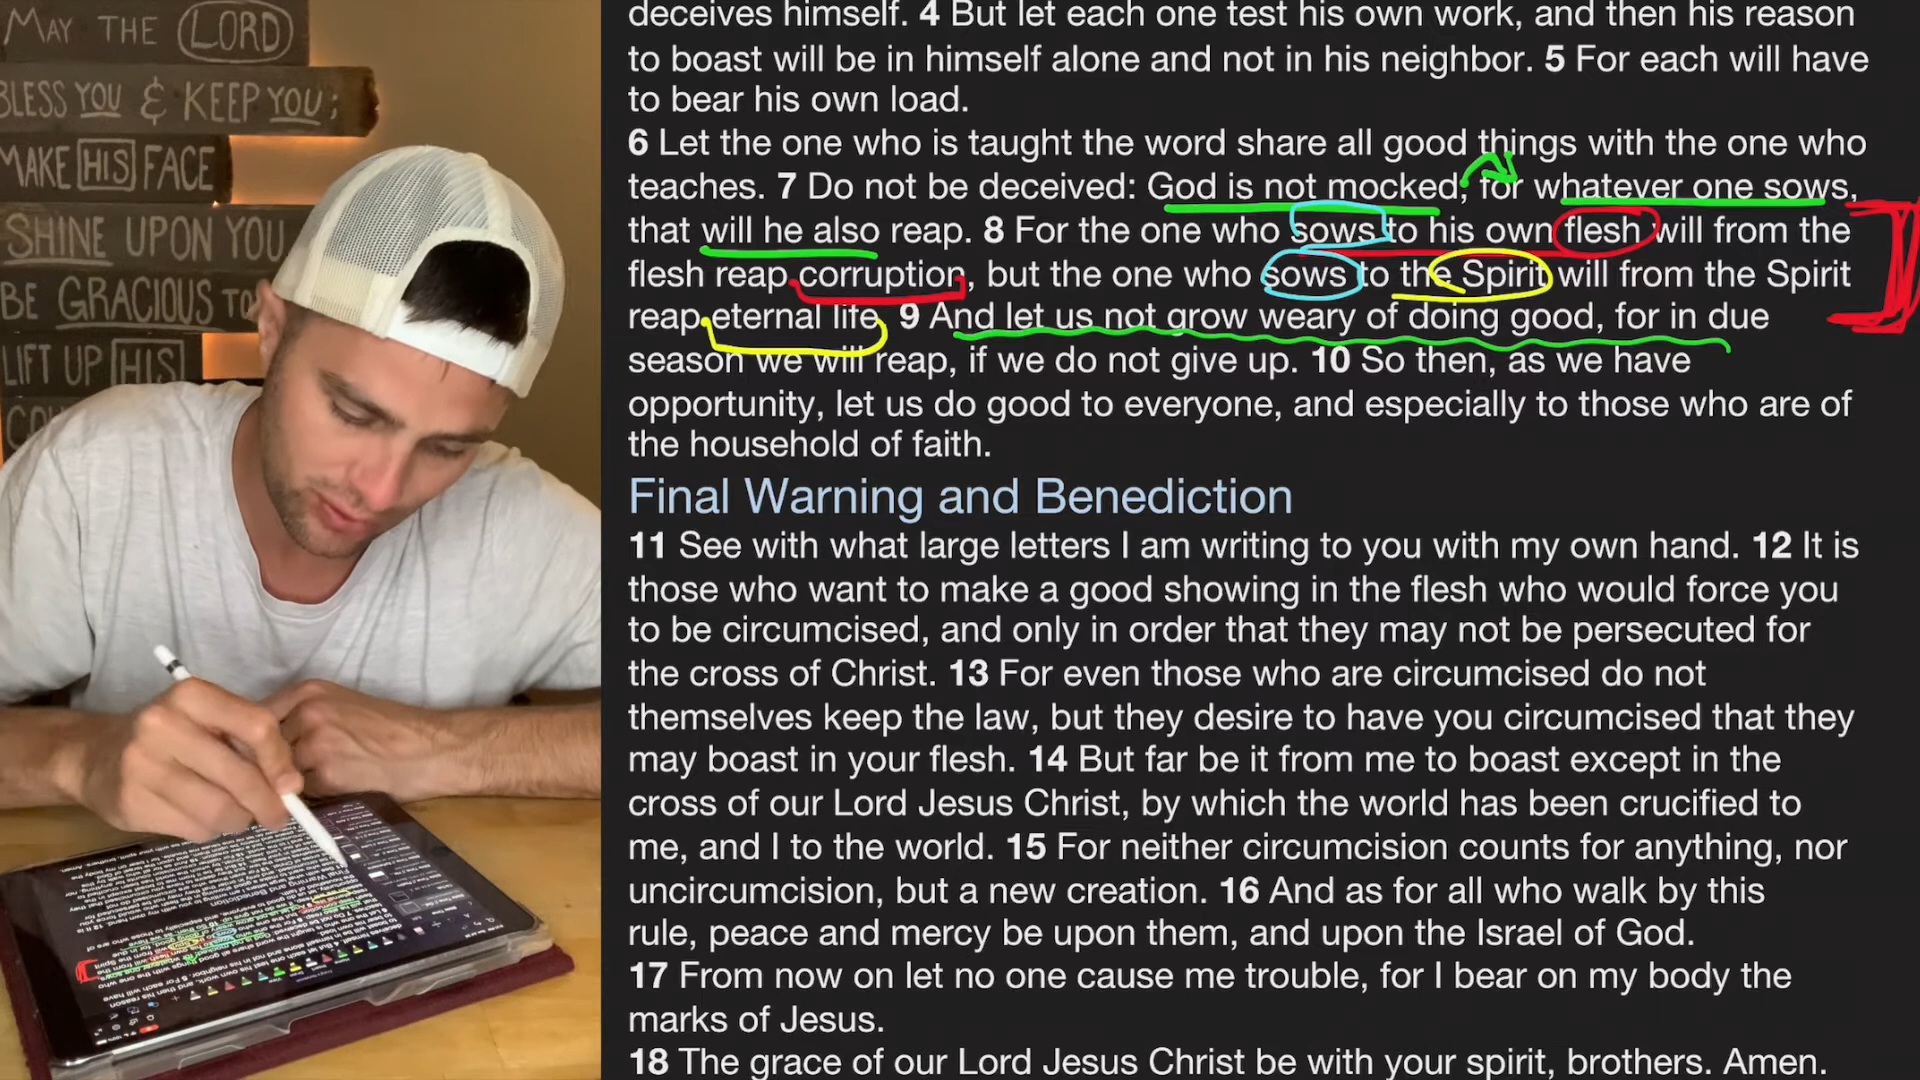 MAY THE LORD
BLESS YOU & KEEP YOU;
MAKE HIS FACE
SHINE UPON YOU
BE GRACIOUS TO
LIFT UP HIS
deceives himself. 4 But let each one test his own work, and then his reason
to boast will be in himself alone and not in his neighbor. 5 For each will have
to bear his own load.
6 Let the one who is taught the word share all good things with the one who
teaches. 7 Do not be deceived: God is not mocked, for whatever one sows,
that will he also reap. 8 For the one who sows to his own flesh will from the
flesh reap corruption, but the one who sows to the Spirit will from the Spirit
reap eternal life. 9 And let us not grow weary of doing good, for in due
season we will reap, if we do not give up. 10 So then, as we have
opportunity, let us do good to everyone, and especially to those who are of
the household of faith.
Final Warning and Benediction
11 See with what large letters I am writing to you with my own hand. 12 It is
those who want to make a good showing in the flesh who would force you
to be circumcised, and only in order that they may not be persecuted for
the cross of Christ. 13 For even those who are circumcised do not
themselves keep the law, but they desire to have you circumcised that they
may boast in your flesh. 14 But far be it from me to boast except in the
cross of our Lord Jesus Christ, by which the world has been crucified to
me, and I to the world. 15 For neither circumcision counts for anything, nor
uncircumcision, but a new creation. 16 And as for all who walk by this
rule, peace and mercy be upon them, and upon the Israel of God.
17 From now on let no one cause me trouble, for I bear on my body the
marks of Jesus.
18 The grace of our Lord Jesus Christ be with your spirit, brothers. Amen.